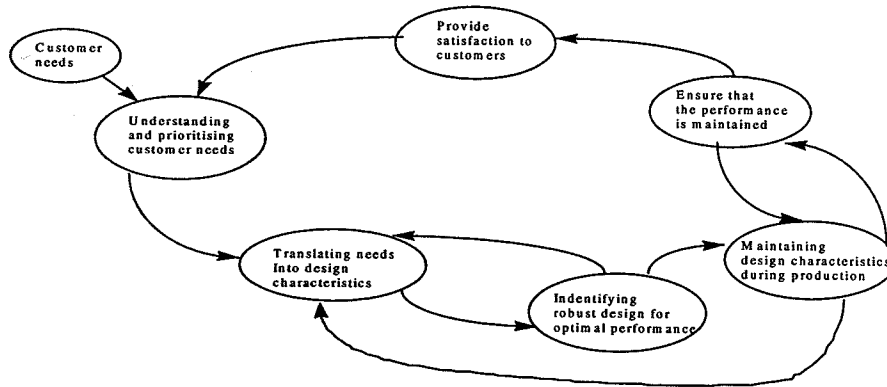 Customer
needs
Provide
satisfaction to
customers
Ensure that
the performance
is maintained
Understanding
and prioritising
customer needs
Translating needs
Into design
characteristics
Indentifying
robust design for
optimal performance
Maintaining
design characteristics
during production